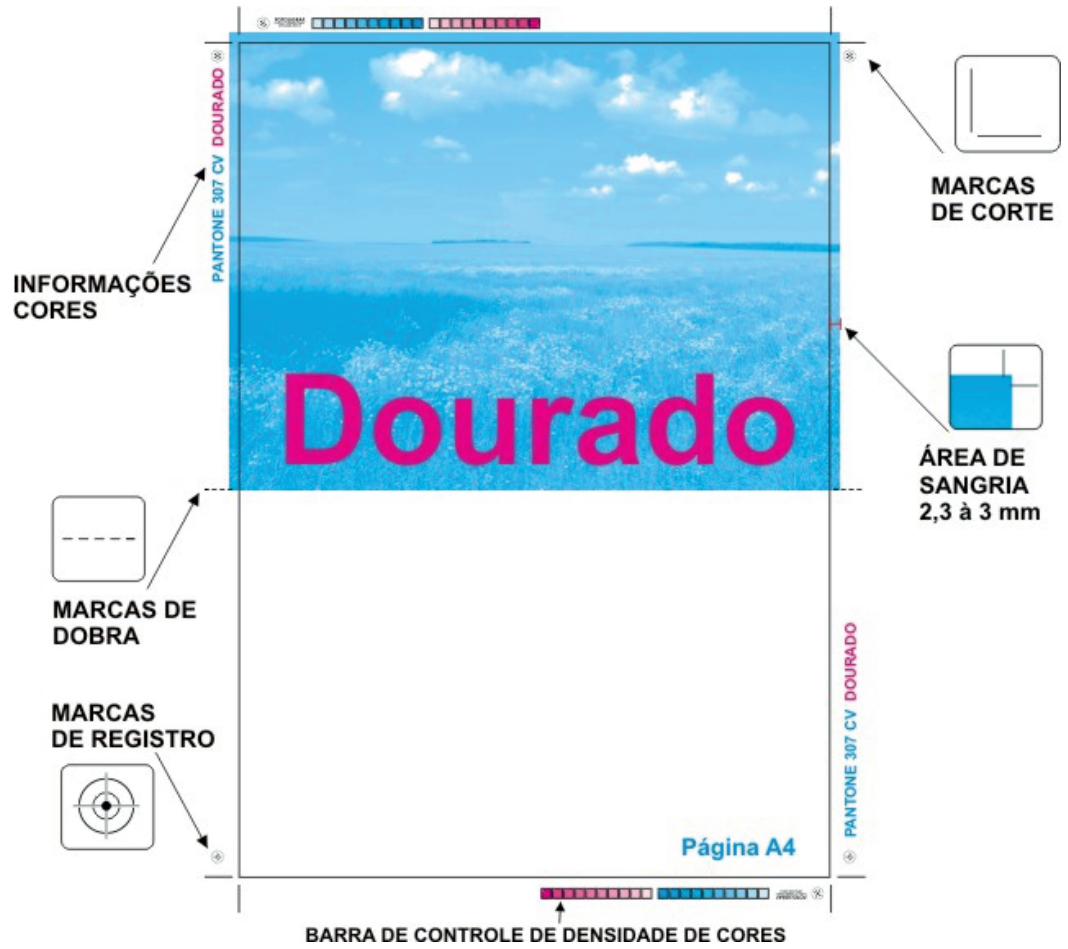 PANTONE 307 CV DOURADO
MARCAS
DE CORTE
INFORMAÇÕES
CORES
Dourado
ÁREA DE
SANGRIA
2,3 à 3 mm
MARCAS DE
DOBRA
PANTONE 307 CV DOURADO
MARCAS
DE REGISTRO
Página A4
BARRA DE CONTROLE DE DENSIDADE DE CORES